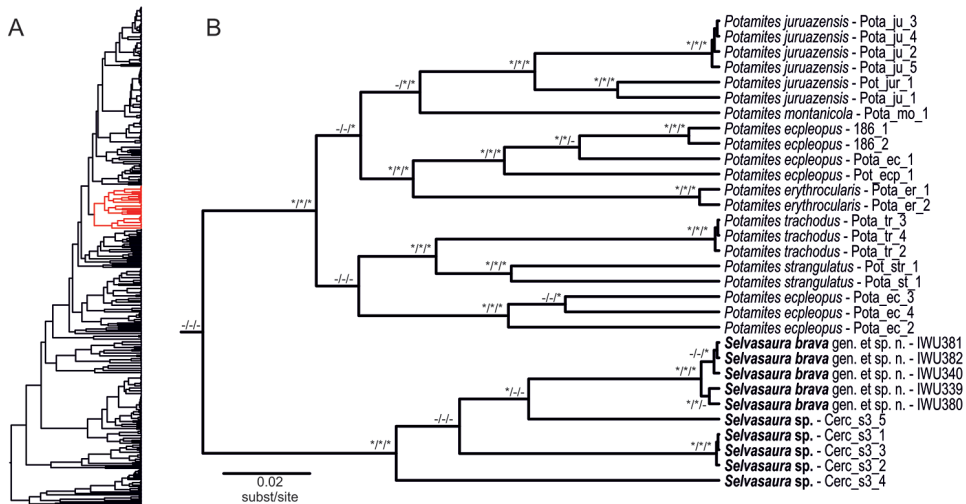 A
B
Potamites juruazensis - Pota_ju_3
Potamites juruazensis - Pota_ju_4
*/*/*
Potamites juruazensis - Pota_ju_2
*/*/*
Potamites juruazensis - Pota_ju_5
-/*/*
Potamites juruazensis - Pot_jur_1
*/*/*
Potamites juruazensis - Pota_ju_1
Potamites montanicola - Pota_mo_1
-/-/*
Potamites ecpleopus - 186_1
*/*/*
*/*/-
Potamites ecpleopus - 186_2
*/*/*
Potamites ecpleopus - Pota_ec_1
*/*/*
Potamites ecpleopus - Pot_ecp_1
Potamites erythrocularis - Pota_er_1
*/*/*
*/*/*
Potamites erythrocularis - Pota_er_2
Potamites trachodus - Pota_tr_3
Potamites trachodus - Pota_tr_4
*/*/*
*/*/*
Potamites trachodus - Pota_tr_2
Potamites strangulatus - Pot_str_1
*/*/*
-/-/-
Potamites strangulatus - Pota_st_1
Potamites ecpleopus - Pota_ec_3
-/-/*
*/*/*
Potamites ecpleopus - Pota_ec_4
Potamites ecpleopus - Pota_ec_2
-/-/-
Selvasaura brava gen. et sp. n. - IWU381
Selvasaura brava gen. et sp. n. - IWU382
-/-/*
*/*/*
Selvasaura brava gen. et sp. n. - IWU340
*/-/-
Selvasaura brava gen. et sp. n. - IWU339
Selvasaura brava gen. et sp. n. - IWU380
*/*/-
-/-/-
Selvasaura sp. - Cerc_s3_5
Selvasaura sp. - Cerc_s3_1
*/*/*
*/*/*
Selvasaura sp. - Cerc_s3_3
Selvasaura sp. - Cerc_s3_2
Selvasaura sp. - Cerc_s3_4
0.02
subst/site